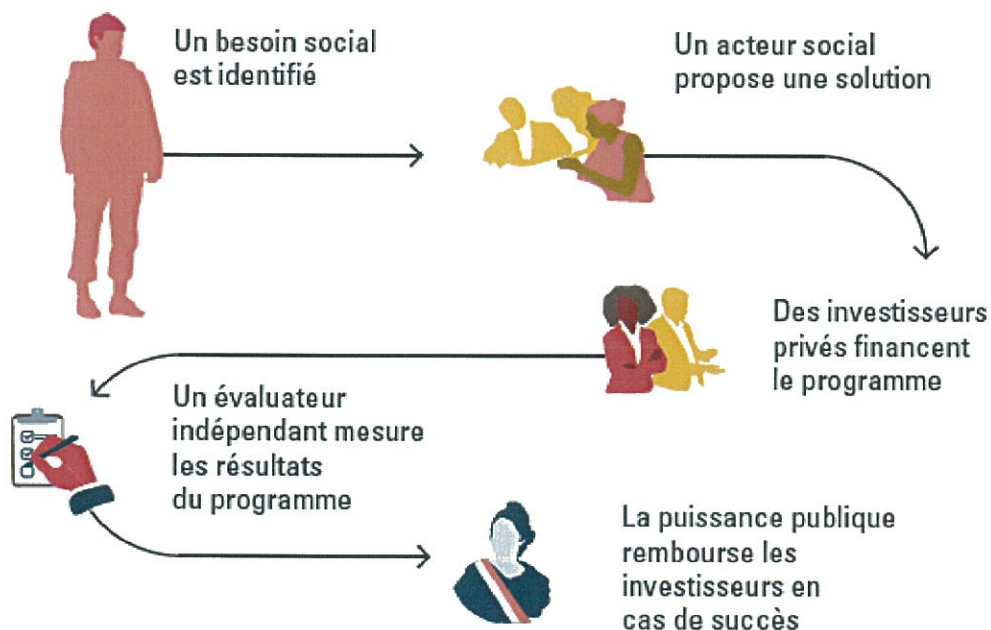 Un besoin social
est identifié
Un acteur social
propose une solution
Des investisseurs
privés financent
le programme
Un évaluateur
indépendant mesure
les résultats
du programme
La puissance publique
rembourse les
investisseurs en
cas de succès